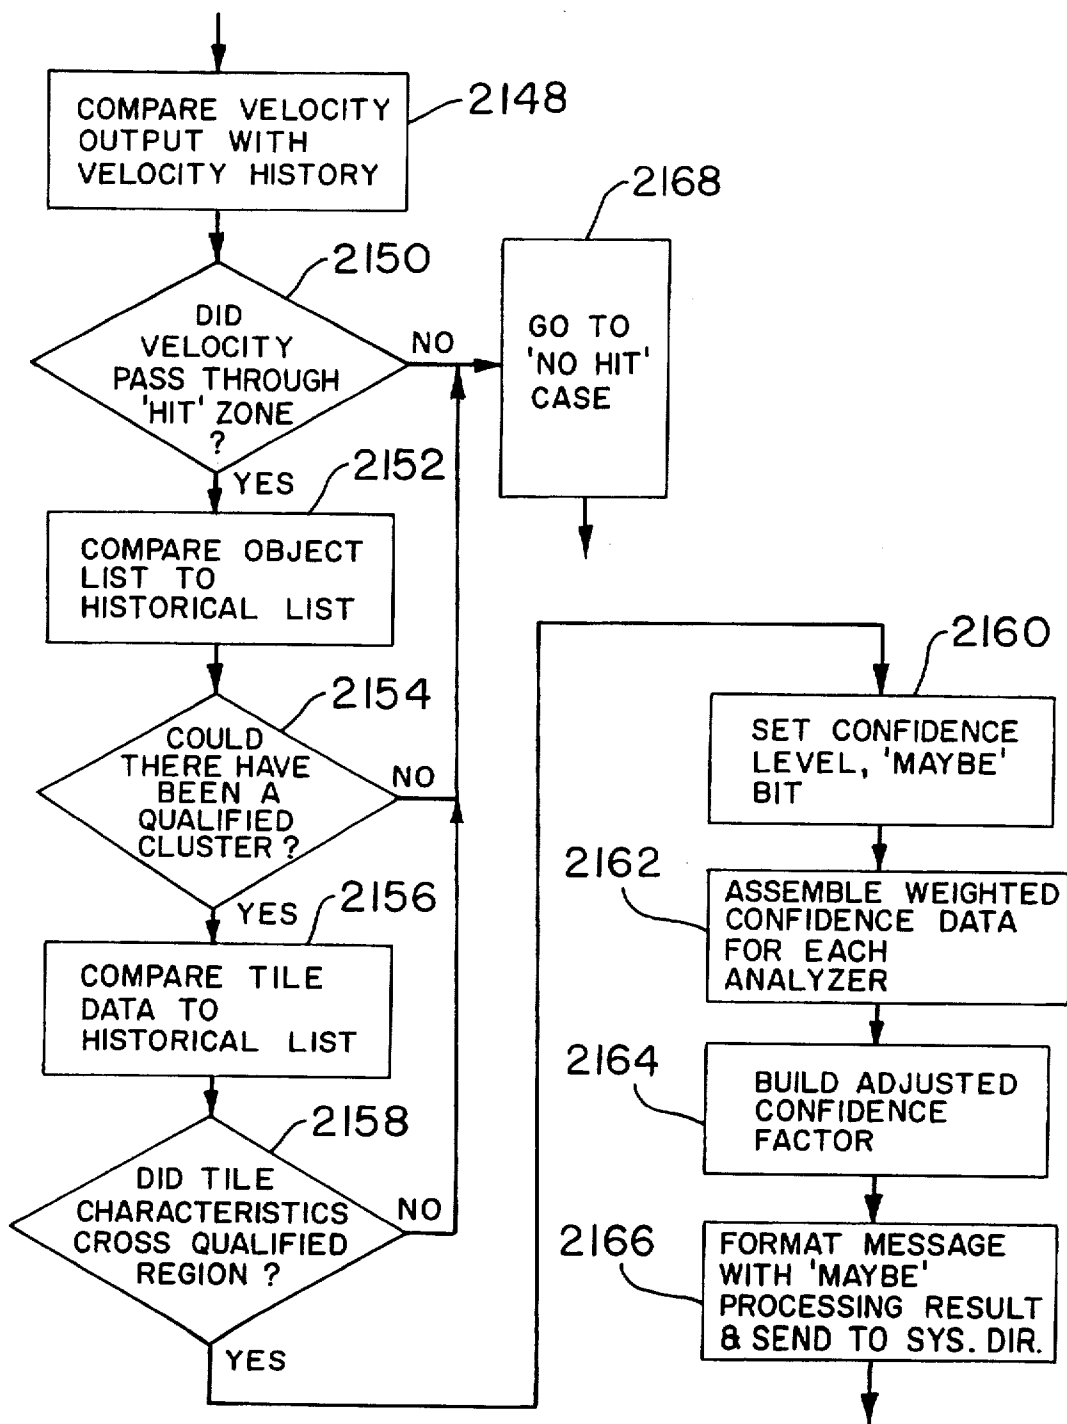 2148
COMPARE VELOCITY
OUTPUT WITH
VELOCITY HISTORY
2150
DID
VELOCITY
PASS THROUGH
'HIT' ZONE
?
NO
YES
2168
GO TO
'NO HIT'
CASE
2152
COMPARE OBJECT
LIST TO
HISTORICAL LIST
2154
COULD
THERE HAVE
BEEN A
QUALIFIED
CLUSTER ?
NO
YES
2156
COMPARE TILE
DATA TO
HISTORICAL LIST
2158
DID TILE
CHARACTERISTICS
CROSS QUALIFIED
REGION ?
NO
YES
2160
SET CONFIDENCE
LEVEL, 'MAYBE'
BIT
2162
ASSEMBLE WEIGHTED
CONFIDENCE DATA
FOR EACH
ANALYZER
2164
BUILD ADJUSTED
CONFIDENCE
FACTOR
2166
FORMAT MESSAGE
WITH 'MAYBE'
PROCESSING RESULT
& SEND TO SYS. DIR.